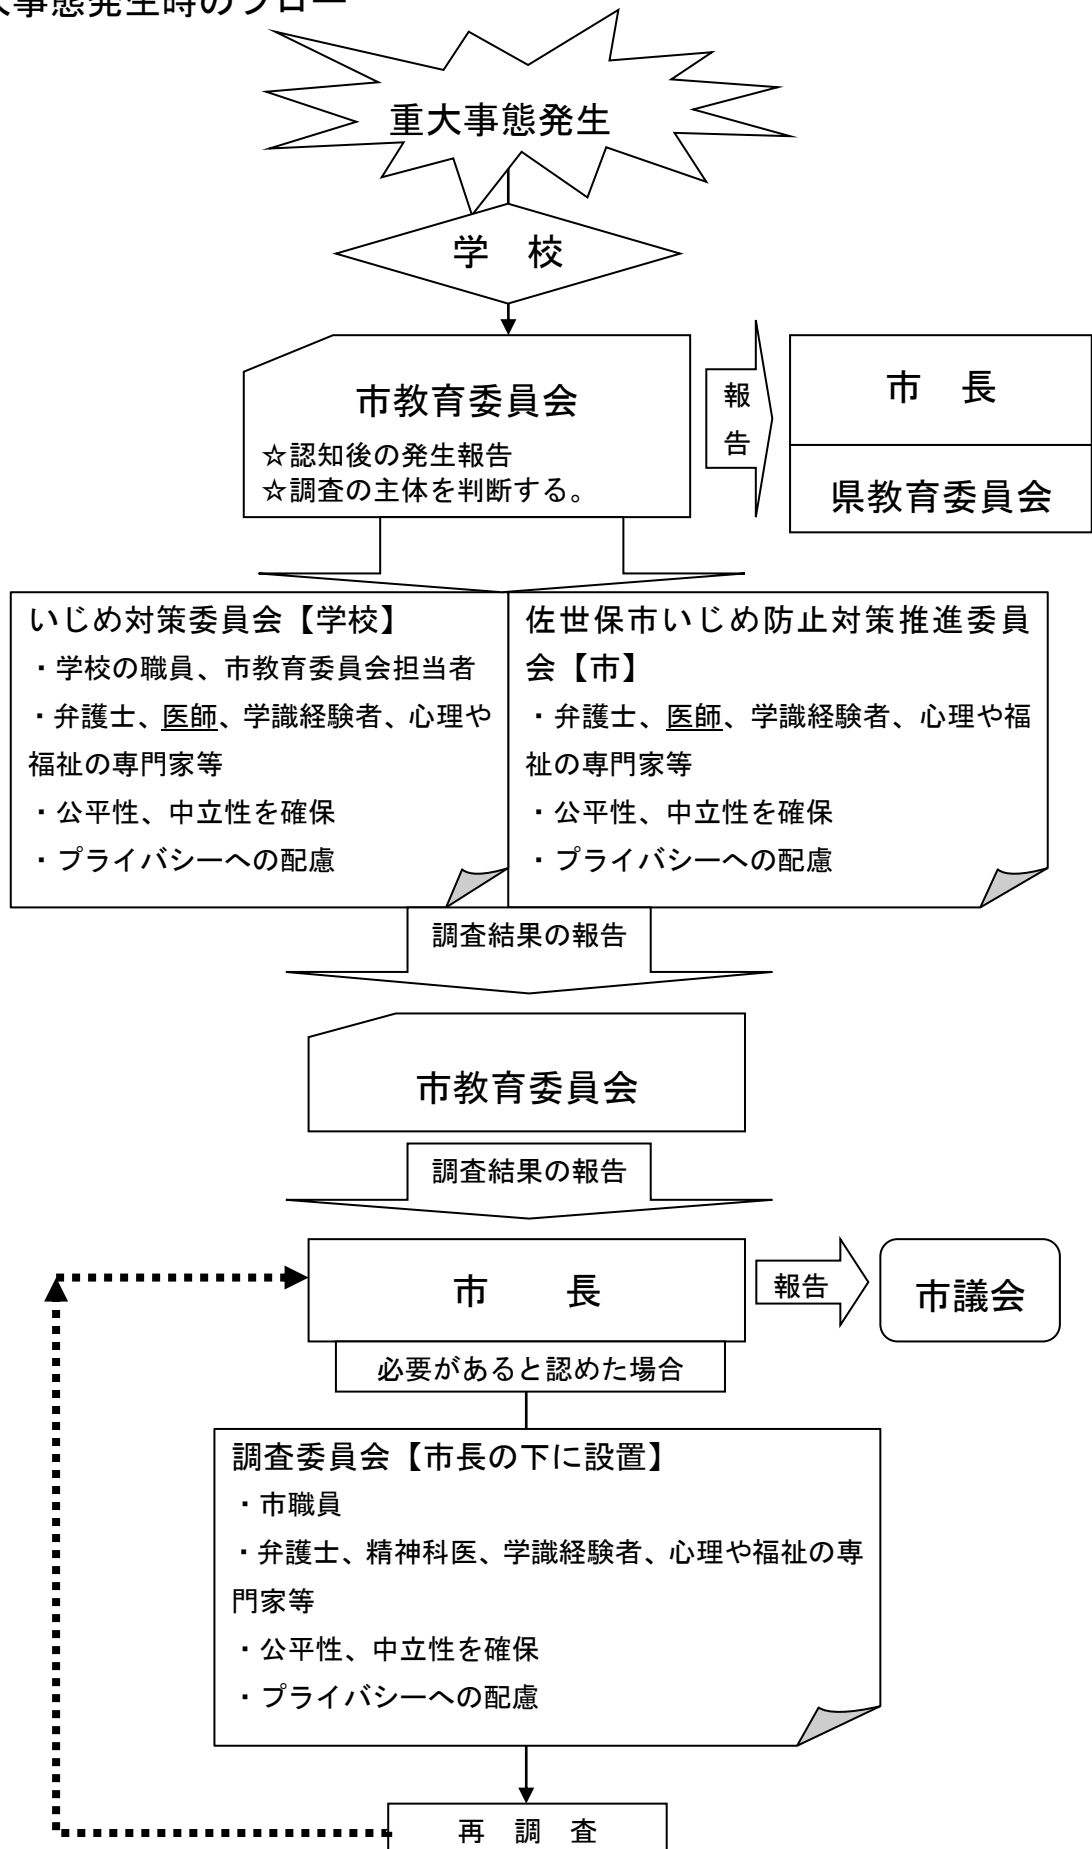 大事態発生時のフロー
重大事態発生
学　校
市教育委員会
☆認知後の発生報告
☆調査の主体を判断する。
報
告
市　長
県教育委員会
いじめ対策委員会【学校】
・学校の職員、市教育委員会担当者
・弁護士、医師、学識経験者、心理や
福祉の専門家等
・公平性、中立性を確保
・プライバシーへの配慮
佐世保市いじめ防止対策推進委員
会【市】
・弁護士、医師、学識経験者、心理や福
祉の専門家等
・公平性、中立性を確保
・プライバシーへの配慮
調査結果の報告
市教育委員会
調査結果の報告
市　　長
報告
市議会
必要があると認めた場合
調査委員会【市長の下に設置】
・市職員
・弁護士、精神科医、学識経験者、心理や福祉の専
門家等
・公平性、中立性を確保
・プライバシーへの配慮
再　調　査